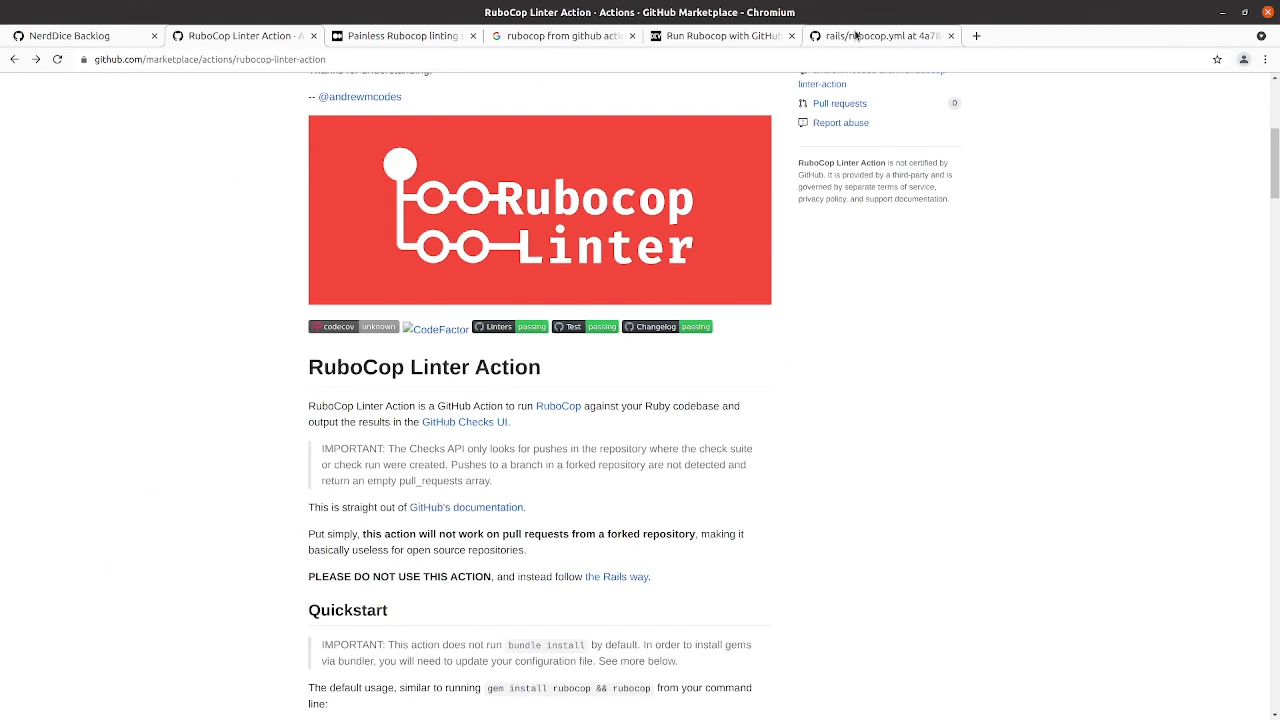 RuboCop Linter Action · Actions · GitHub Marketplace - Chromium
NerdDice Backlog
RuboCop Linter Action · A
Painless Rubocop linting u
rubocop from github acti
Run Rubocop with GitHub
rails/rubocop.yml at 4a78
github.com/marketplace/actions/rubocop-linter-action
Thanks for understanding!
-- @andrewmcodes
Rubocop
Linter
codecov unknown
CodeFactor
Linters passing
Test passing
Changelog passing
RuboCop Linter Action
RuboCop Linter Action is a GitHub Action to run RuboCop against your Ruby codebase and
output the results in the GitHub Checks UI.
IMPORTANT: The Checks API only looks for pushes in the repository where the check suite
or check run were created. Pushes to a branch in a forked repository are not detected and
return an empty pull_requests array.
This is straight out of GitHub's documentation.
Put simply, this action will not work on pull requests from a forked repository, making it
basically useless for open source repositories.
PLEASE DO NOT USE THIS ACTION, and instead follow the Rails way.
Quickstart
IMPORTANT: This action does not run bundle install by default. In order to install gems
via bundler, you will need to update your configuration file. See more below.
The default usage, similar to running gem install rubocop && rubocop from your command
line:
linter-action
Pull requests 0
Report abuse
RuboCop Linter Action is not certified by
GitHub. It is provided by a third-party and is
governed by separate terms of service,
privacy policy, and support documentation.